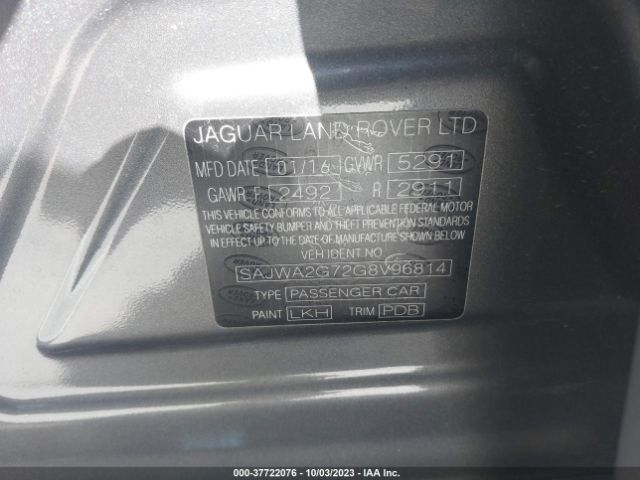 JAGUAR LAND ROVER LTD
MFD DATE 01/16 GVWR 5291
GAWR F 2492 R 2911
THIS VEHICLE CONFORMS TO ALL APPLICABLE FEDERAL MOTOR
VEHICLE SAFETY BUMPER AND THEFT PREVENTION STANDARDS
IN EFFECT UP TO THE DATE OF MANUFACTURE SHOWN ABOVE
VEH IDENT NO
SAJWA2G72G8V96814
TYPE PASSENGER CAR
PAINT LKH TRIM PDB
000-37722076 - 10/03/2023 - IAA Inc.